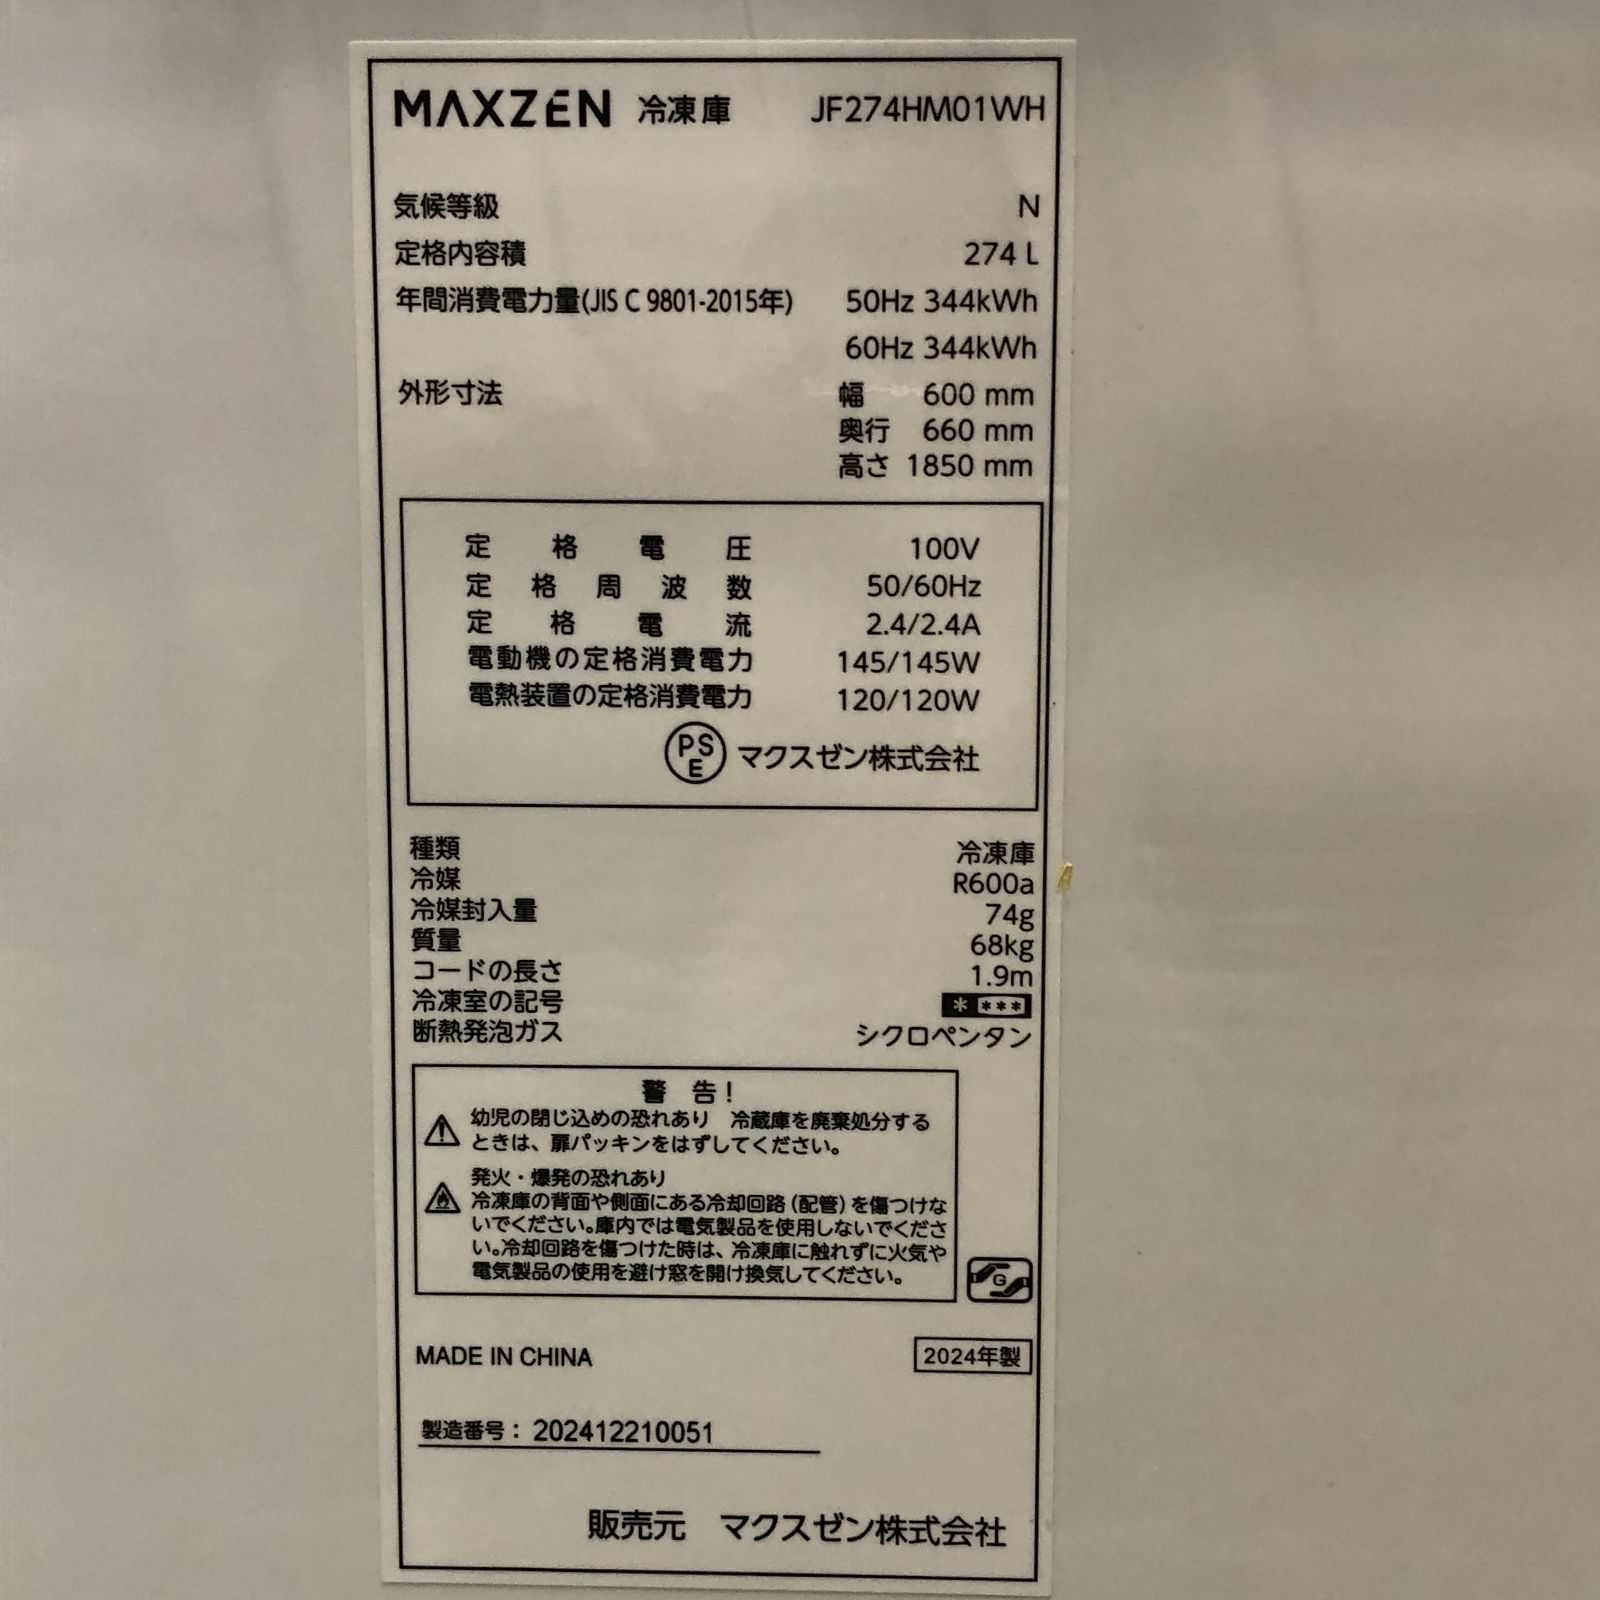 MAXZEN 冷凍庫 JF274HM01WH
気候等級 N
定格内容積 274 L
年間消費電力量(JIS C 9801-2015年) 50Hz 344kWh
60Hz 344kWh
外形寸法 幅 600 mm
奥行 660 mm
高さ 1850 mm
定格電圧 100V
定格周波数 50/60Hz
定格電流 2.4/2.4A
電動機の定格消費電力 145/145W
電熱装置の定格消費電力 120/120W
PSE マクスゼン株式会社
種類 冷凍庫
冷媒 R600a
冷媒封入量 74g
質量 68kg
コードの長さ 1.9m
冷凍室の記号 * ***
断熱発泡ガス シクロペンタン
警 告！
幼児の閉じ込めの恐れあり 冷蔵庫を廃棄処分する
ときは、扉パッキンをはずしてください。
発火・爆発の恐れあり
冷凍庫の背面や側面にある冷却回路（配管）を傷つけな
いでください。庫内では電気製品を使用しないでくださ
い。冷却回路を傷つけた時は、冷凍庫に触れずに火気や
電気製品の使用を避け窓を開け換気してください。
G
MADE IN CHINA 2024年製
製造番号： 202412210051
販売元 マクスゼン株式会社